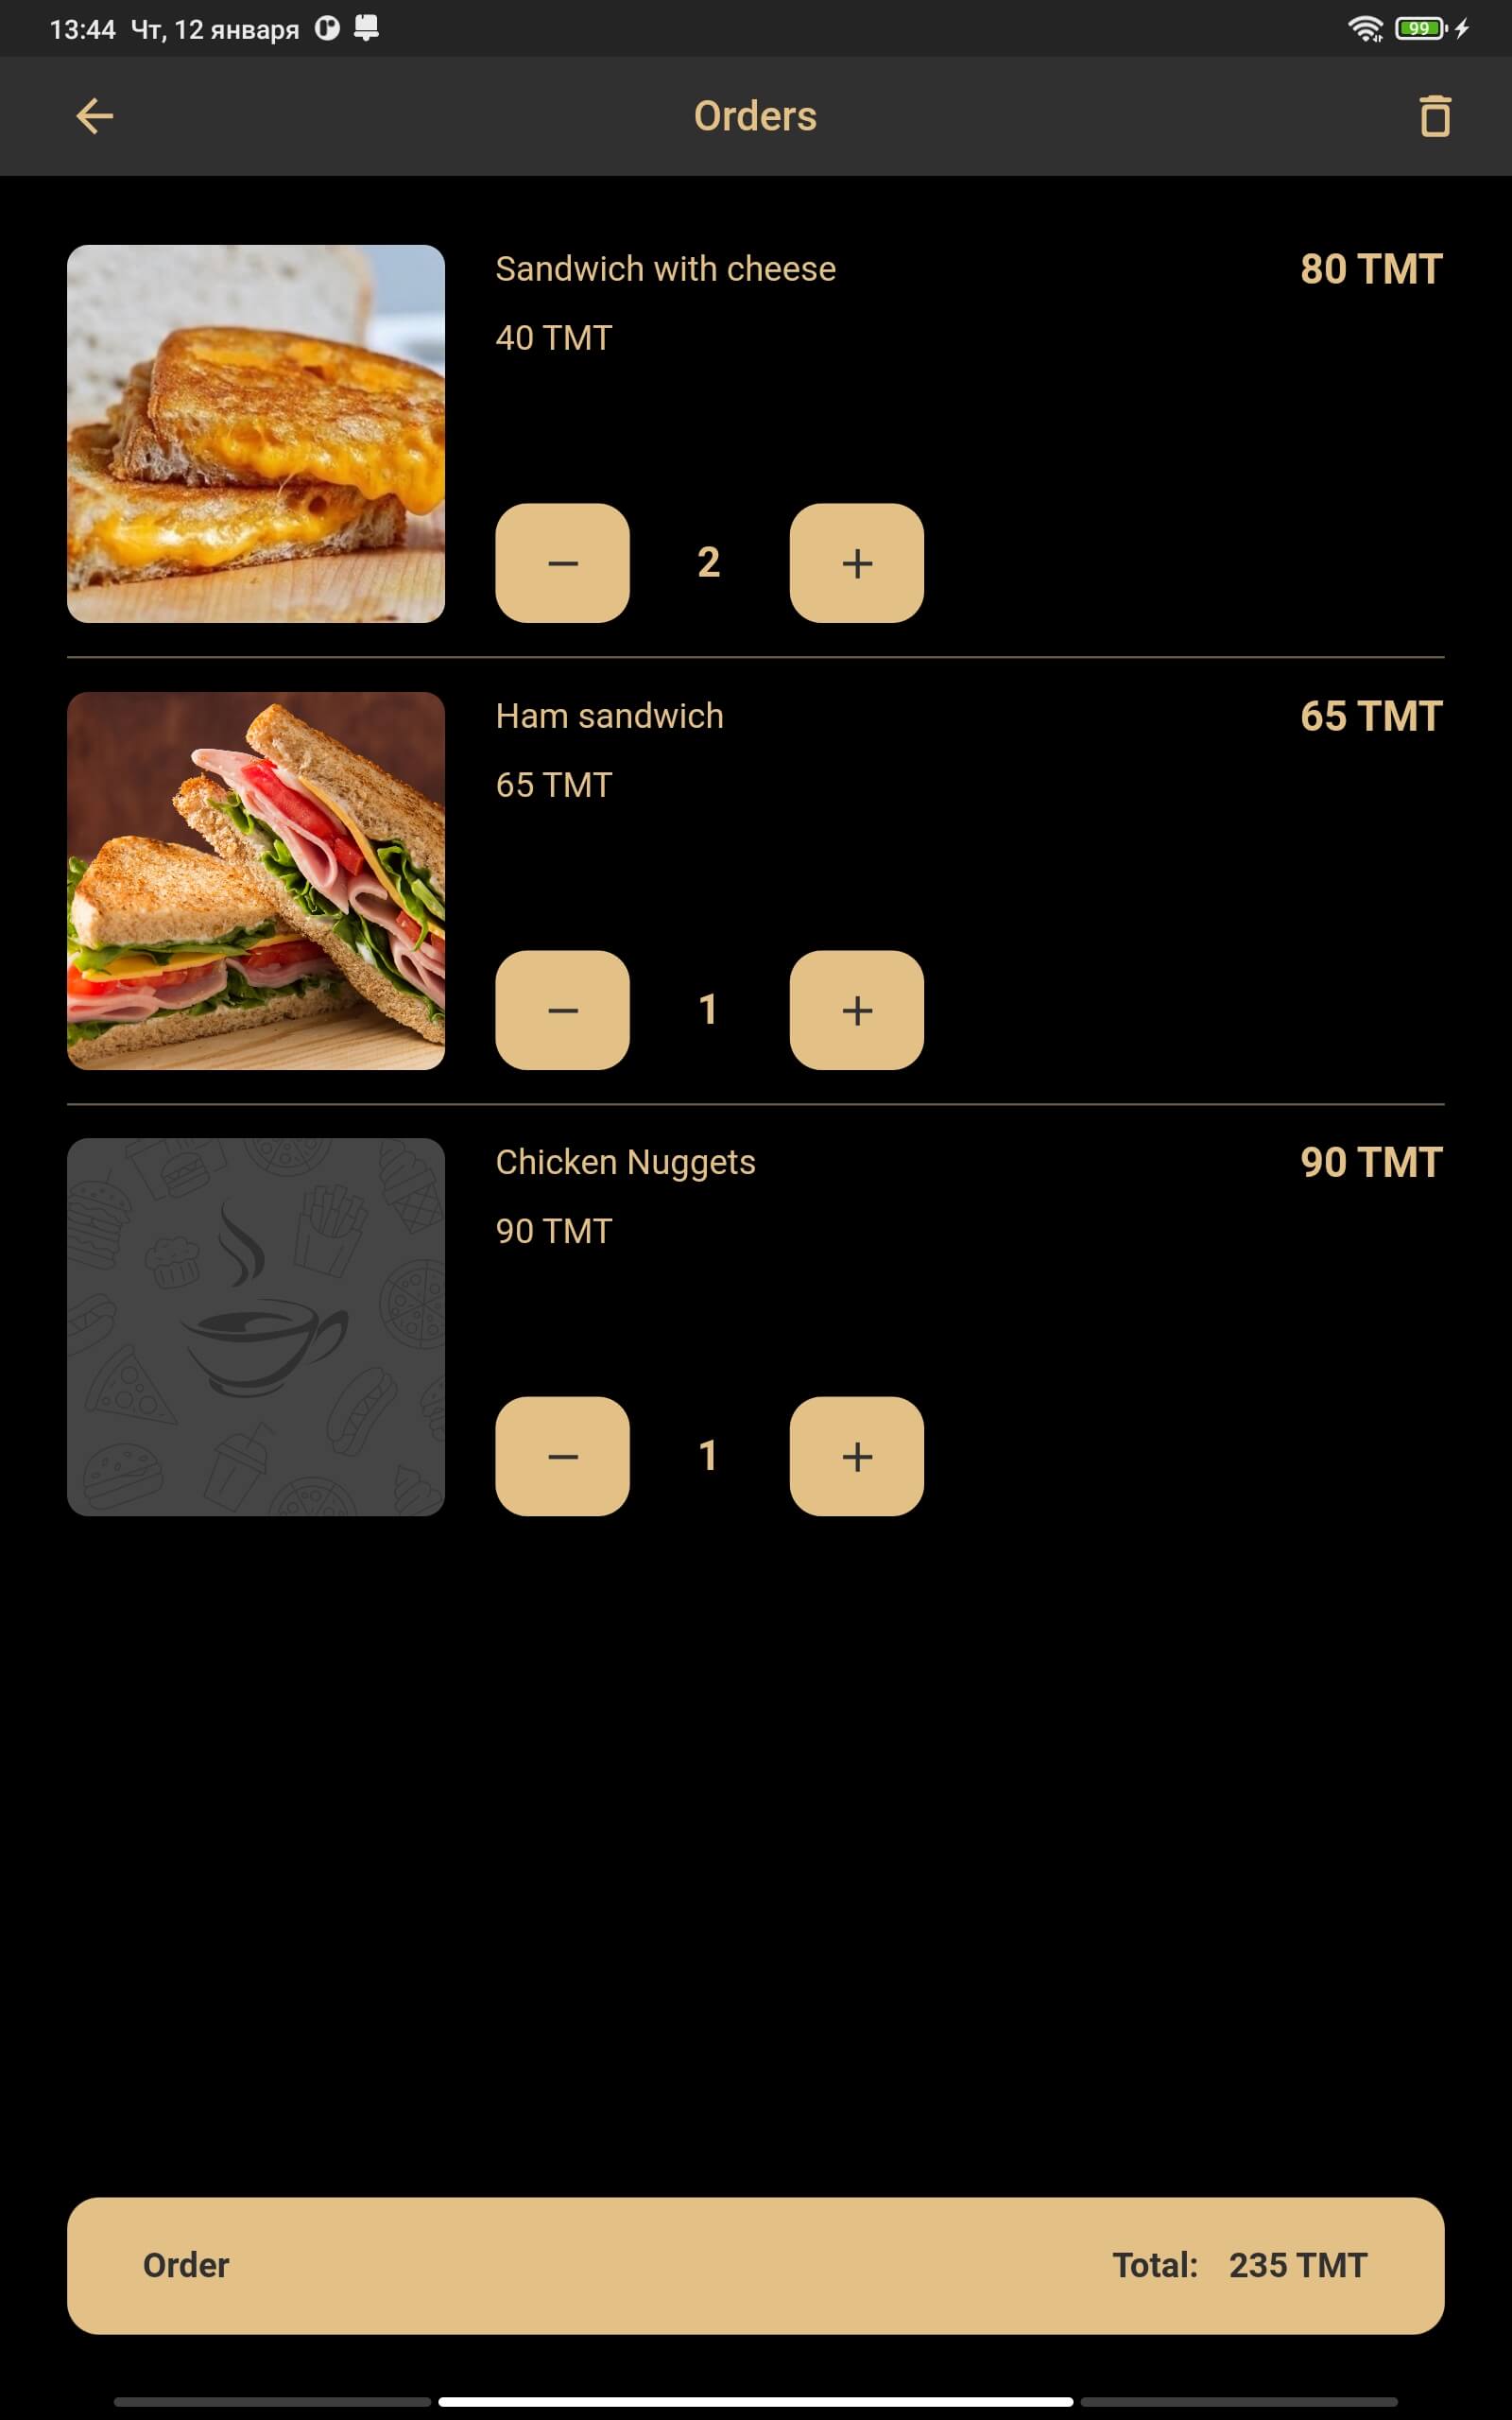 13:44 Чт, 12 января
99
Orders
Sandwich with cheese
80 TMT
40 TMT
2
Ham sandwich
65 TMT
65 TMT
1
Chicken Nuggets
90 TMT
90 TMT
1
Order
Total: 235 TMT